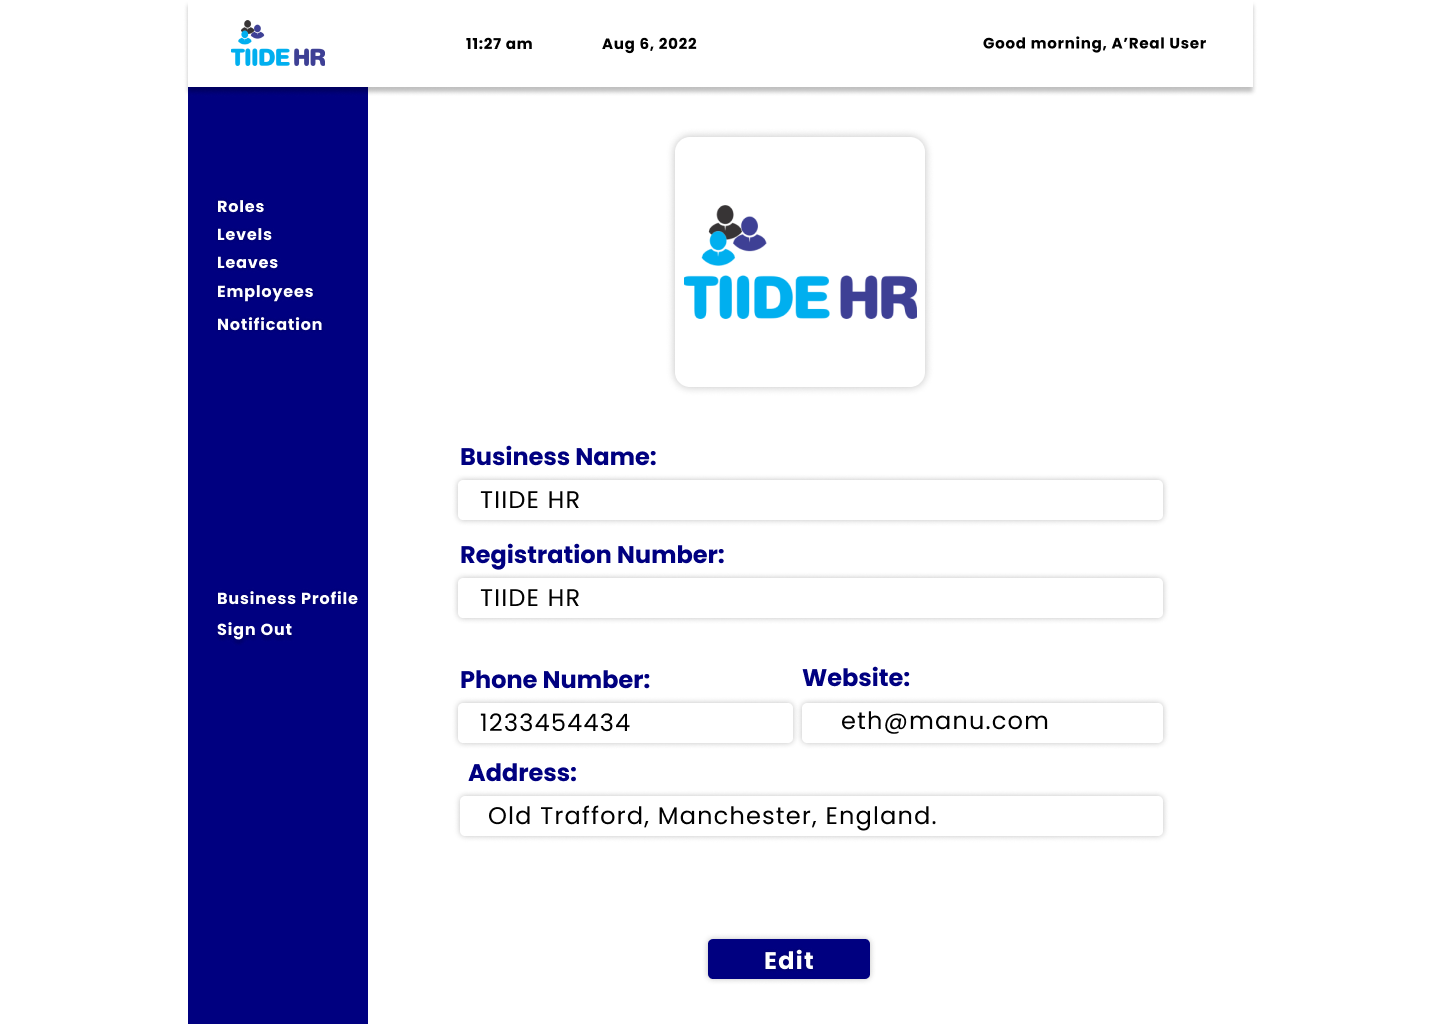 TIIDE HR
11:27 am
Aug 6, 2022
Good morning, A’Real User
Roles
Levels
Leaves
Employees
Notification
Business Profile
Sign Out
TIIDE HR
Business Name:
TIIDE HR
Registration Number:
TIIDE HR
Phone Number:
Website:
1233454434
eth@manu.com
Address:
Old Trafford, Manchester, England.
Edit